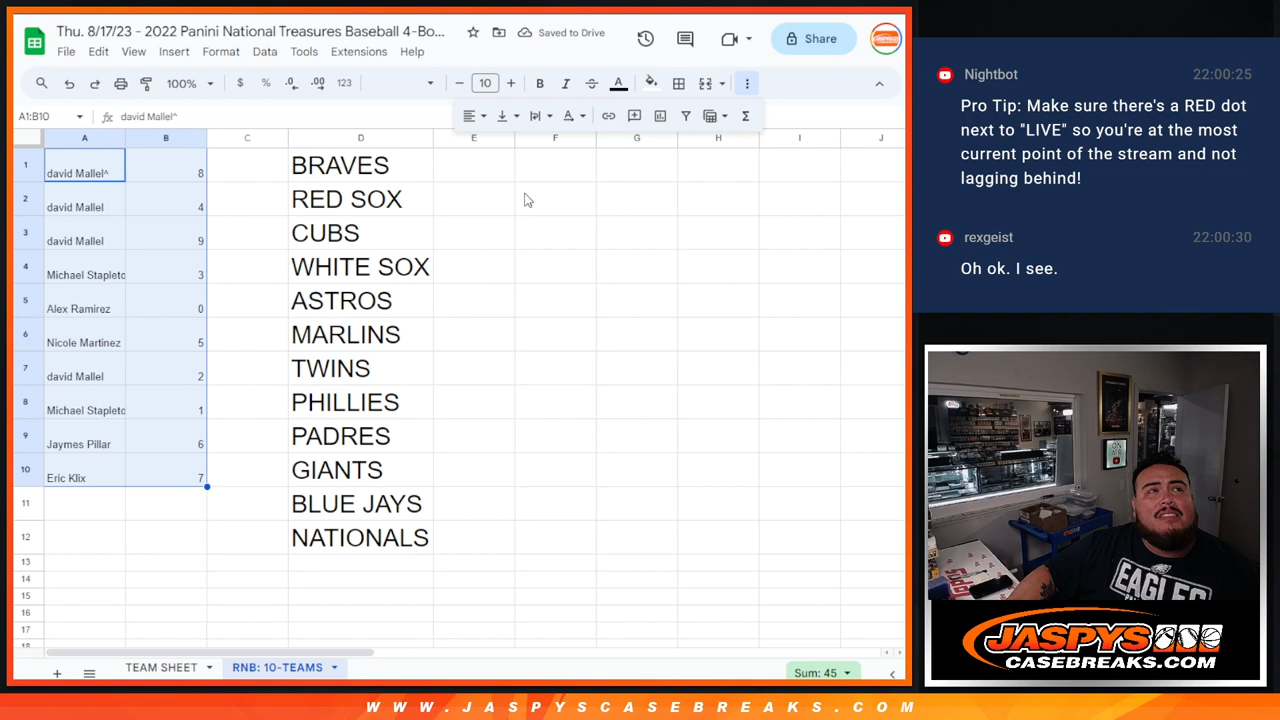 Thu. 8/17/23 - 2022 Panini National Treasures Baseball 4-Bo...
Saved to Drive
Share
File Edit View Insert Format Data Tools Extensions Help
100% $ % .0 .00 123 10 B I S A
A1:B10 fx david Mallel^
A B C D E F G H I J
1 david Mallel^ 8 BRAVES
2 david Mallel 4 RED SOX
3 david Mallel 9 CUBS
4 Michael Stapleto 3 WHITE SOX
5 Alex Ramirez 0 ASTROS
6 Nicole Martinez 5 MARLINS
7 david Mallel 2 TWINS
8 Michael Stapleto 1 PHILLIES
9 Jaymes Pillar 6 PADRES
10 Eric Klix 7 GIANTS
11 BLUE JAYS
12 NATIONALS
13
14
15
16
17
18
TEAM SHEET RNB: 10-TEAMS Sum: 45
Nightbot 22:00:25
Pro Tip: Make sure there's a RED dot
next to "LIVE" so you're at the most
current point of the stream and not
lagging behind!
rexgeist 22:00:30
Oh ok. I see.
ON
AIR
EAGLES
JASPYS
CASEBREAKS.COM
WWW.JASPYSCASEBREAKS.COM